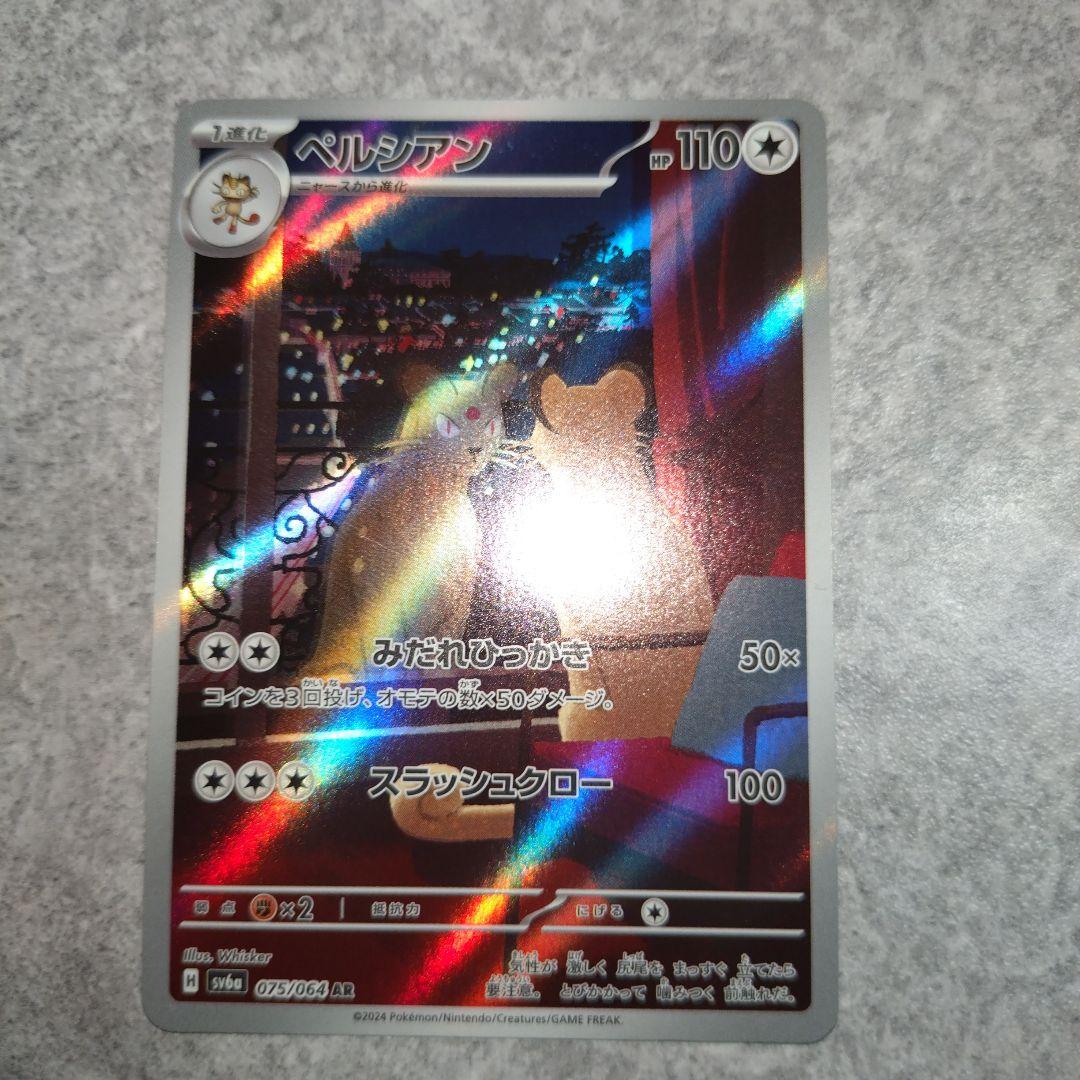 1進化
ペルシアン
HP 110
ニャースから進化
みだれひっかき 50×
コインを3回投げ、オモテの数×50ダメージ。
スラッシュクロー 100
弱点 ×2 抵抗力 にげる
Illus. Whisker
H sv6a 075/064 AR
気性が 激しく 尻尾を まっすぐ 立てたら
要注意。 とびかかって 噛みつく 前触れだ。
©2024 Pokémon/Nintendo/Creatures/GAME FREAK.